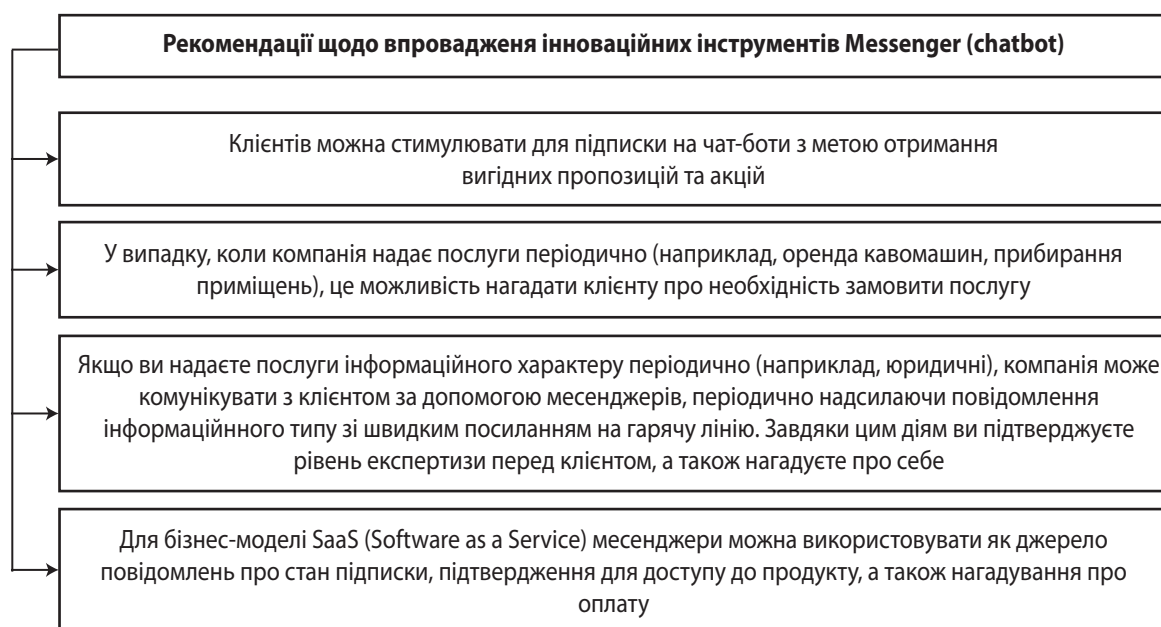 Рекомендації щодо впровадженя інноваційних інструментів Messenger (chatbot)
Клієнтів можна стимулювати для підписки на чат-боти з метою отримання
вигідних пропозицій та акцій
У випадку, коли компанія надає послуги періодично (наприклад, оренда кавомашин, прибирання
приміщень), це можливість нагадати клієнту про необхідність замовити послугу
Якщо ви надаєте послуги інформаційного характеру періодично (наприклад, юридичні), компанія може
комунікувати з клієнтом за допомогою месенджерів, періодично надсилаючи повідомлення
інформаційнного типу зі швидким посиланням на гарячу лінію. Завдяки цим діям ви підтверджуєте
рівень експертизи перед клієнтом, а також нагадуєте про себе
Для бізнес-моделі SaaS (Software as a Service) месенджери можна використовувати як джерело
повідомлень про стан підписки, підтвердження для доступу до продукту, а також нагадування про
оплату